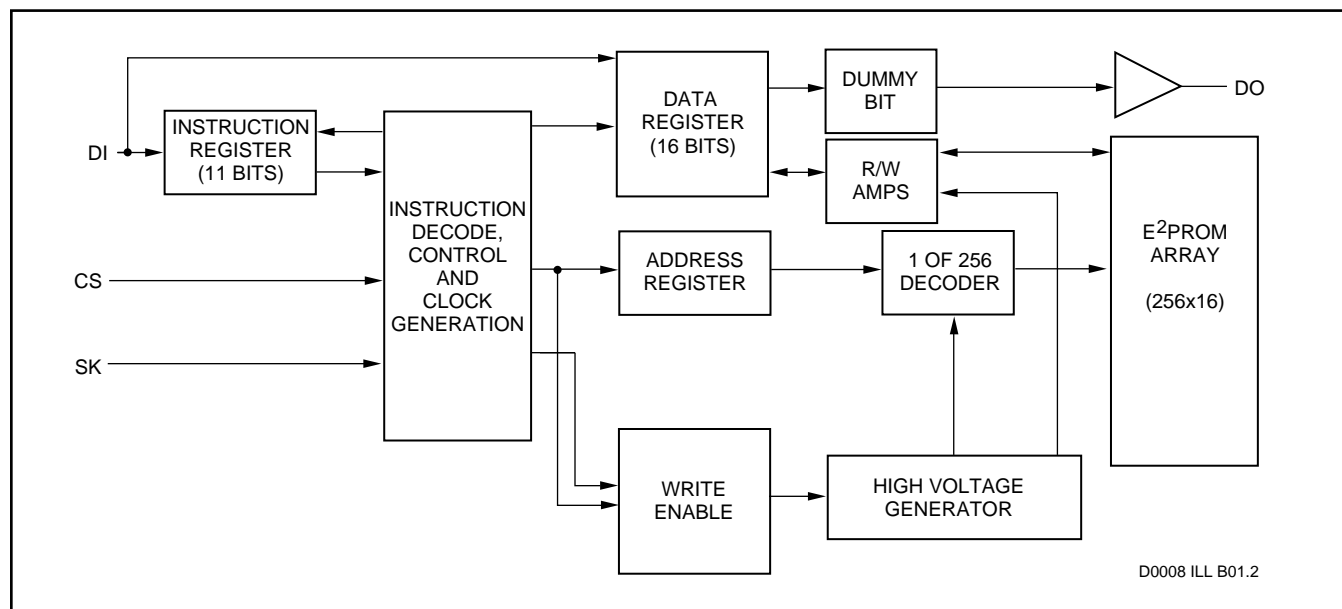 DI
CS
SK
INSTRUCTION
REGISTER
(11 BITS)
INSTRUCTION
DECODE,
CONTROL
AND
CLOCK
GENERATION
DATA
REGISTER
(16 BITS)
DUMMY
BIT
DO
R/W
AMPS
ADDRESS
REGISTER
1 OF 256
DECODER
E²PROM
ARRAY
(256x16)
WRITE
ENABLE
HIGH VOLTAGE
GENERATOR
D0008 ILL B01.2